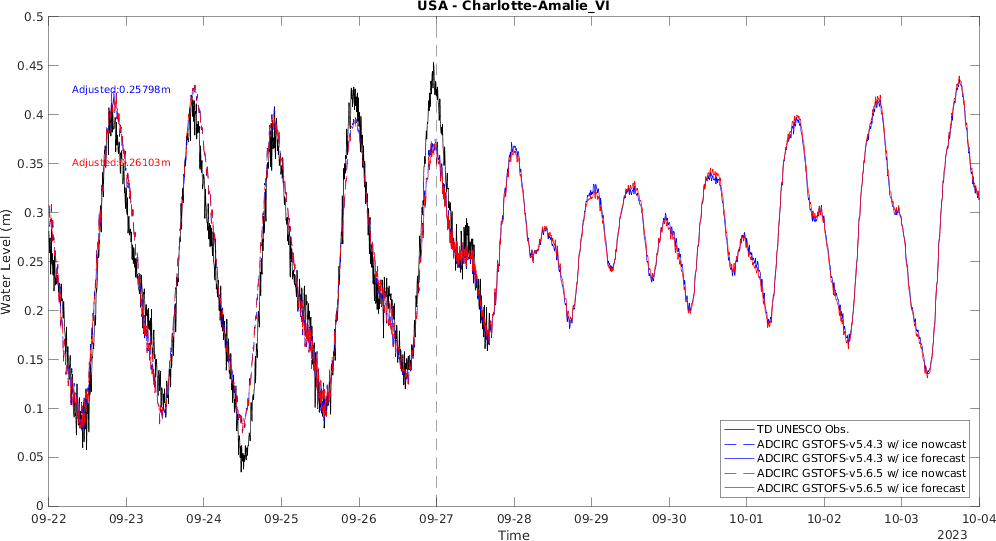 USA - Charlotte-Amalie_VI
0.5
0.45
0.4
0.35
0.3
0.25
0.2
0.15
0.1
0.05
0
Water Level (m)
Adjusted:0.25798m
Adjusted:0.26103m
TD UNESCO Obs.
ADCIRC GSTOFS-v5.4.3 w/ ice nowcast
ADCIRC GSTOFS-v5.4.3 w/ ice forecast
ADCIRC GSTOFS-v5.6.5 w/ ice nowcast
ADCIRC GSTOFS-v5.6.5 w/ ice forecast
09-22 09-23 09-24 09-25 09-26 09-27 09-28 09-29 09-30 10-01 10-02 10-03 10-04
Time
2023